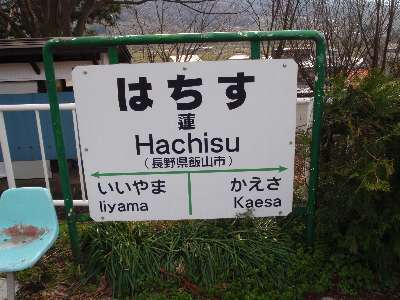 はちす
蓮
Hachisu
(長野県飯山市)
いいやま かえさ
Iiyama Kaesa